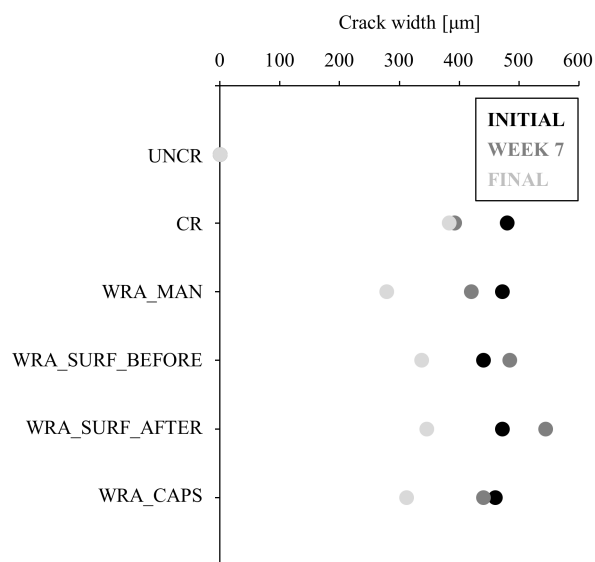 Crack width [μm]
0 100 200 300 400 500 600
INITIAL
WEEK 7
FINAL
UNCR
CR
WRA_MAN
WRA_SURF_BEFORE
WRA_SURF_AFTER
WRA_CAPS